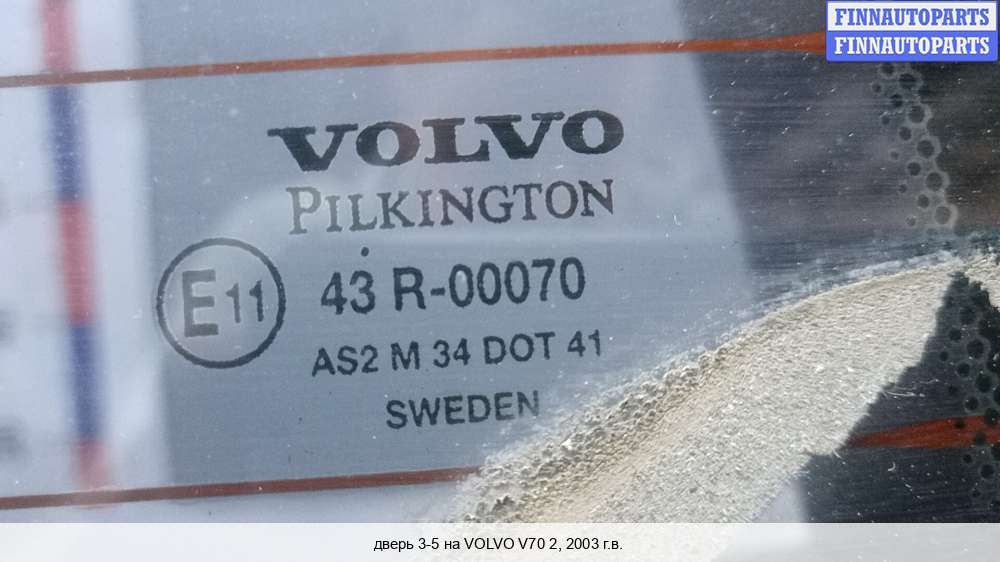 FINNAUTOPARTS
FINNAUTOPARTS
VOLVO
PILKINGTON
E11
43 R-00070
AS2 M 34 DOT 41
SWEDEN
дверь 3-5 на VOLVO V70 2, 2003 г.в.